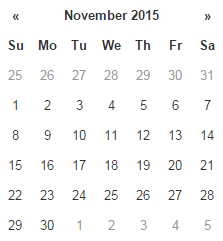 « November 2015 »
Su Mo Tu We Th Fr Sa
25 26 27 28 29 30 31
1 2 3 4 5 6 7
8 9 10 11 12 13 14
15 16 17 18 19 20 21
22 23 24 25 26 27 28
29 30 1 2 3 4 5